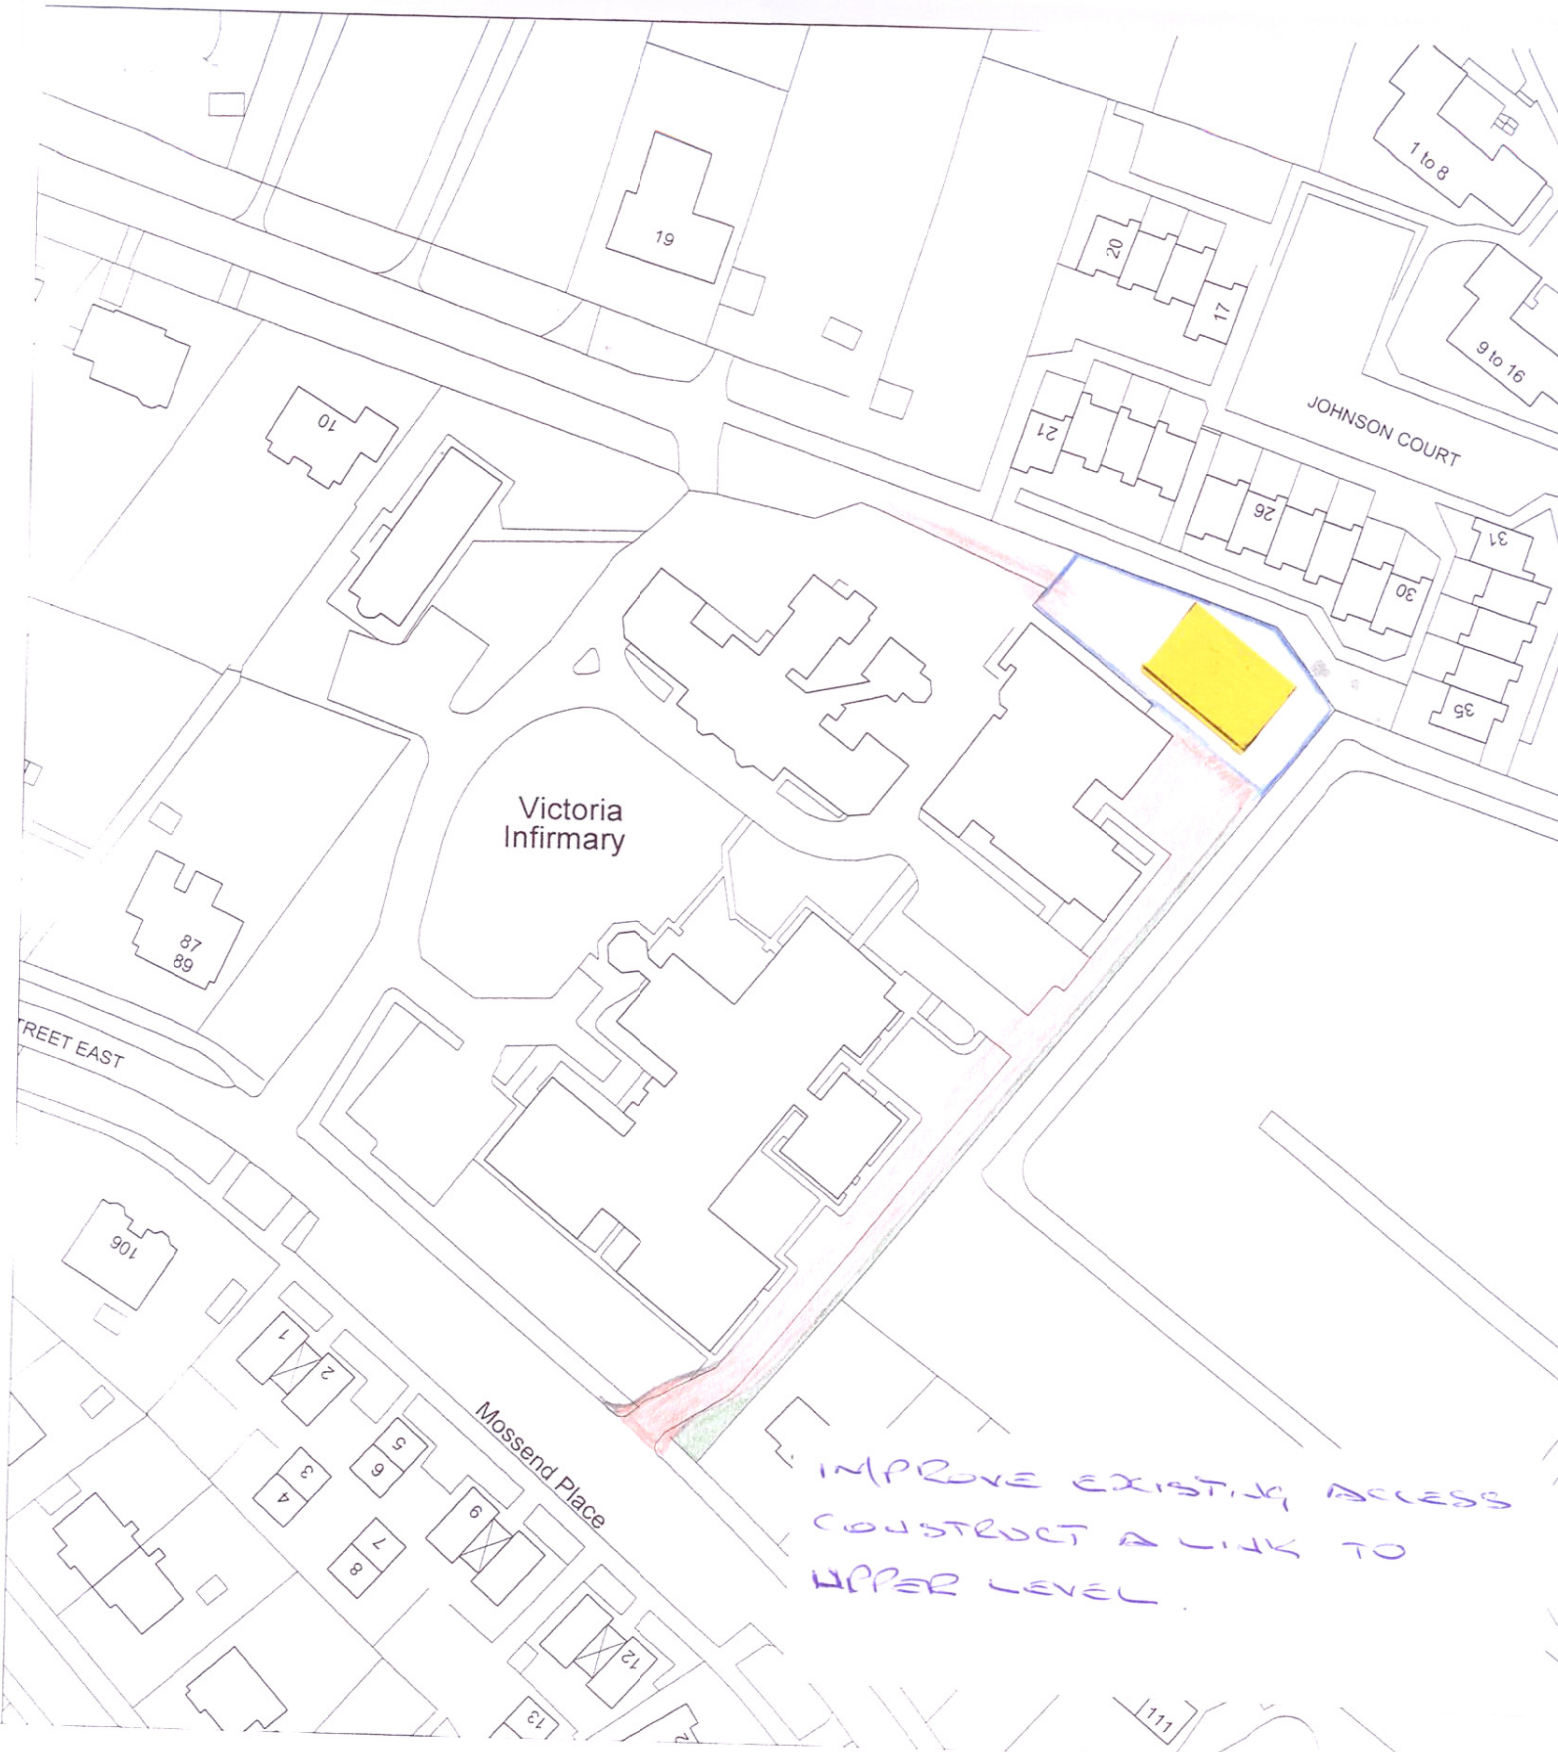 1 to 8
19
20
17
9 to 16
JOHNSON COURT
10
21
26
31
30
35
Victoria
Infirmary
87
89
TREET EAST
106
1
2
Mossend Place
5
6
3
4
9
7
8
12
13
111
IMPROVE EXISTING ACCESS
CONSTRUCT A LINK TO
UPPER LEVEL.